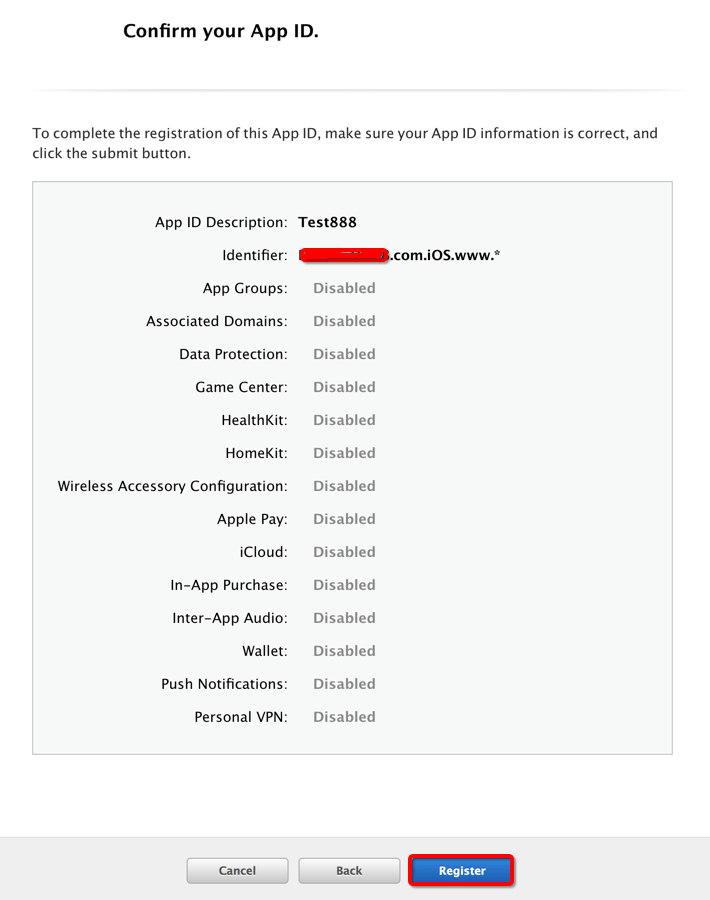 Confirm your App ID.
To complete the registration of this App ID, make sure your App ID information is correct, and
click the submit button.
App ID Description: Test888
Identifier: .com.iOS.www.*
App Groups: Disabled
Associated Domains: Disabled
Data Protection: Disabled
Game Center: Disabled
HealthKit: Disabled
HomeKit: Disabled
Wireless Accessory Configuration: Disabled
Apple Pay: Disabled
iCloud: Disabled
In-App Purchase: Disabled
Inter-App Audio: Disabled
Wallet: Disabled
Push Notifications: Disabled
Personal VPN: Disabled
Cancel Back Register